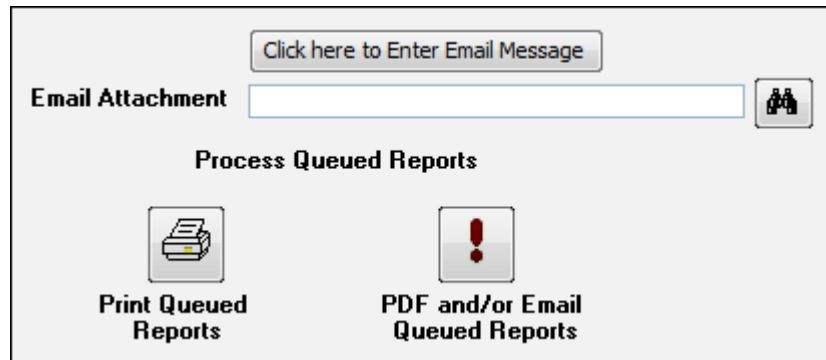 Click here to Enter Email Message
Email Attachment
Process Queued Reports
Print Queued
Reports
PDF and/or Email
Queued Reports